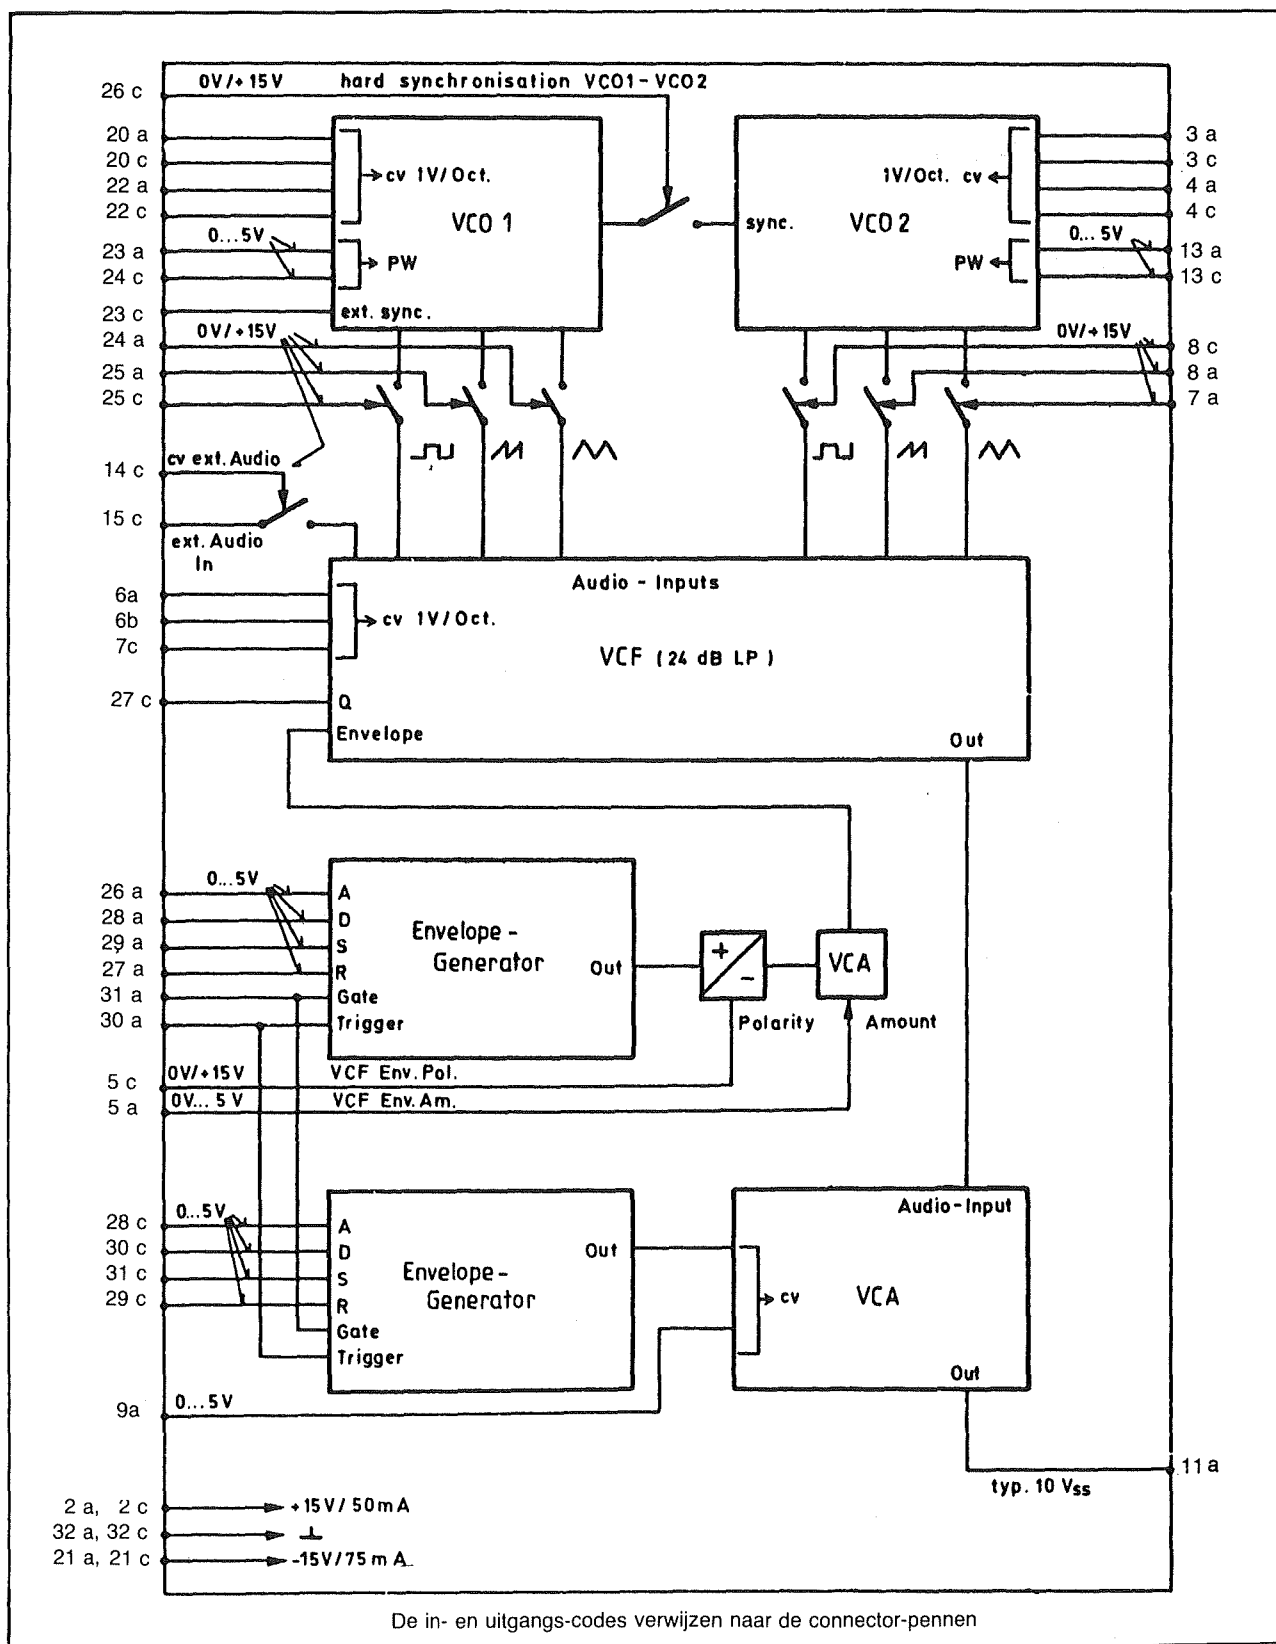 0V/+15V hard synchronisation VCO1-VCO2
26 c
20 a
20 c
22 a
22 c
cv 1V/Oct.
VCO 1
0...5V
23 a
24 c
PW
23 c
ext. sync.
sync.
1V/Oct. cv
VCO 2
PW
3 a
3 c
4 a
4 c
0...5V
13 a
13 c
24 a
0V/+15V
25 a
25 c
0V/+15V
8 c
8 a
7 a
14 c
cv ext. Audio
15 c
ext. Audio
In
6a
6b
7c
27 c
Audio - Inputs
cv 1V/Oct.
VCF (24 dB LP)
Q
Envelope
Out
0...5V
26 a
28 a
29 a
27 a
31 a
30 a
A
D
S
R
Gate
Trigger
Envelope-
Generator
Out
+
-
Polarity
VCA
Amount
5 c
0V/+15V VCF Env. Pol.
5 a
0V...5V VCF Env. Am.
0...5V
28 c
30 c
31 c
29 c
A
D
S
R
Gate
Trigger
Envelope-
Generator
Out
Audio-Input
cv
VCA
Out
9a
0...5V
11 a
typ. 10 Vss
2 a, 2 c +15V/50mA
32 a, 32 c
21 a, 21 c -15V/75mA
De in- en uitgangs-codes verwijzen naar de connector-pennen